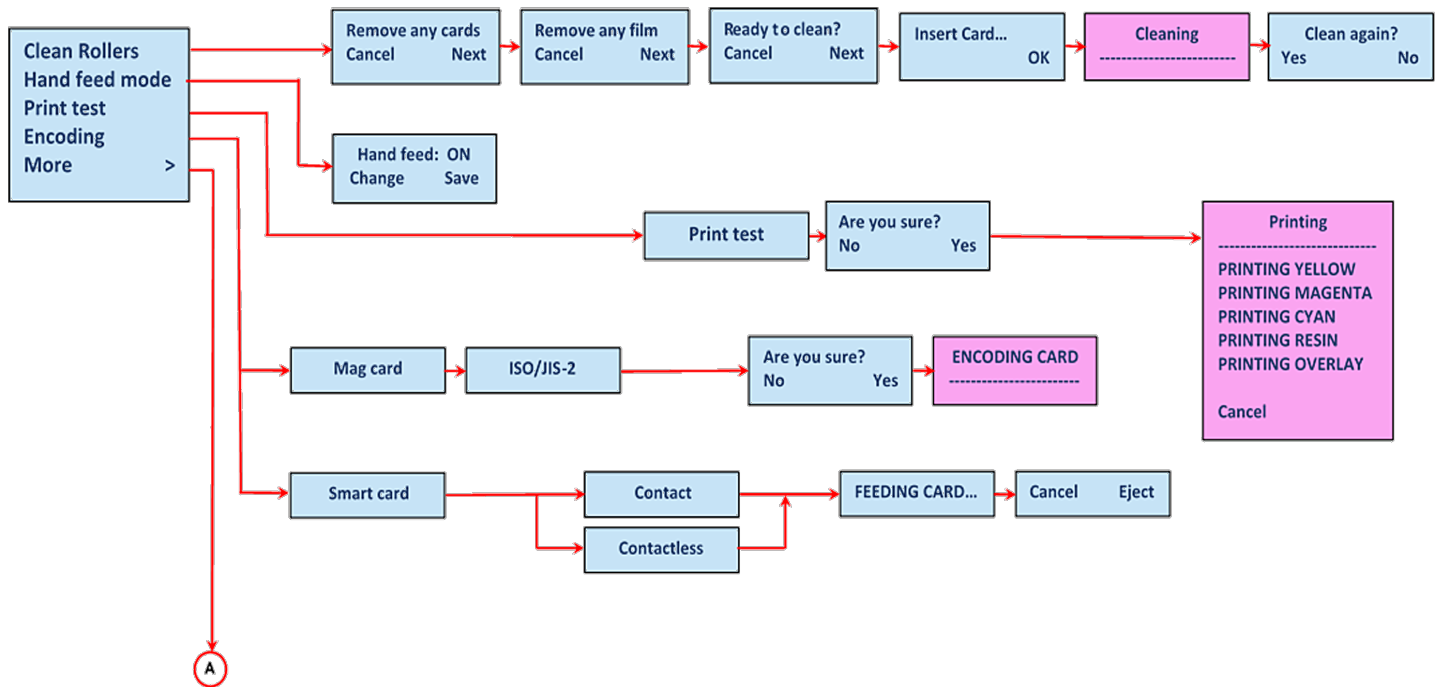 Clean Rollers
Hand feed mode
Print test
Encoding
More >
Remove any cards
Cancel Next
Remove any film
Cancel Next
Ready to clean?
Cancel Next
Insert Card...
OK
Cleaning
--------------------------
Clean again?
Yes No
Hand feed: ON
Change Save
Print test
Are you sure?
No Yes
Printing
------------------------------
PRINTING YELLOW
PRINTING MAGENTA
PRINTING CYAN
PRINTING RESIN
PRINTING OVERLAY
Cancel
Mag card
ISO/JIS-2
Are you sure?
No Yes
ENCODING CARD
-------------------------
Smart card
Contact
Contactless
FEEDING CARD...
Cancel Eject
A